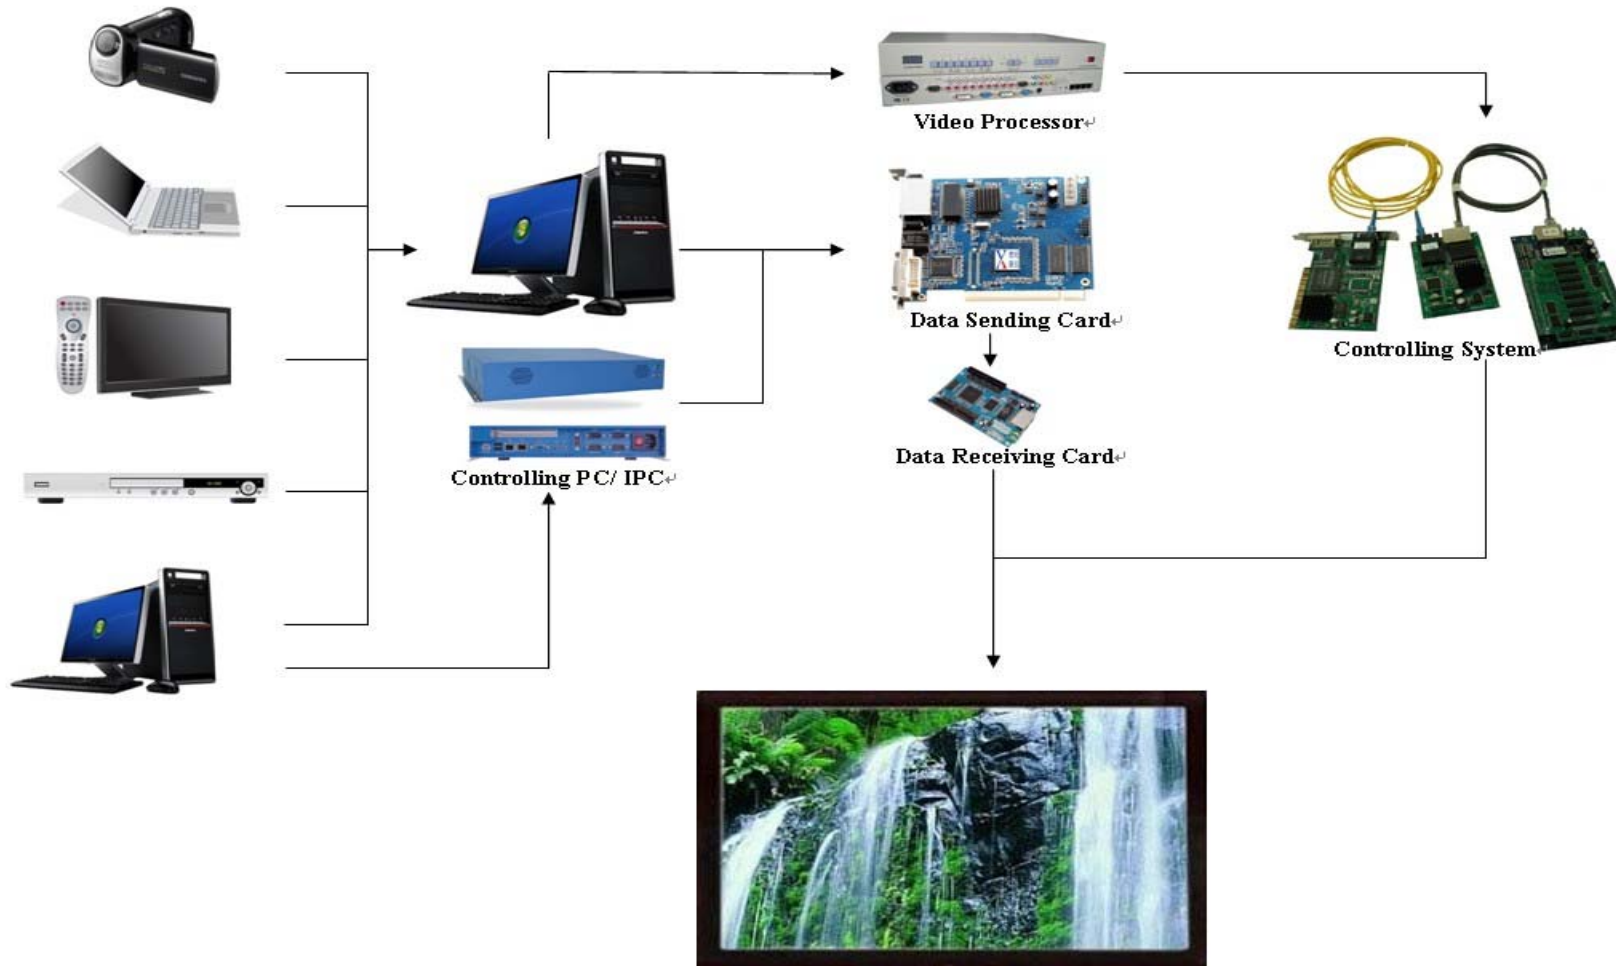 Video Processor↵
Data Sending Card↵
Controlling System↵
Data Receiving Card↵
Controlling PC/ IPC↵